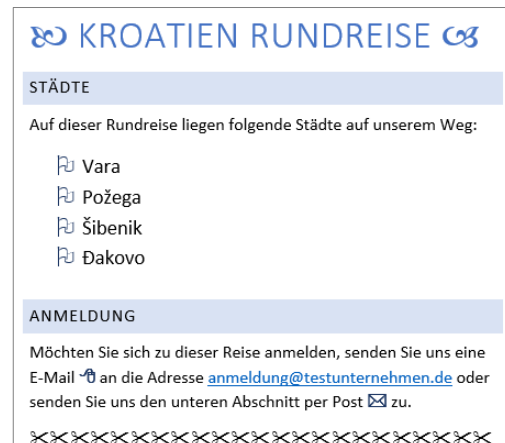 KROATIEN RUNDREISE
STÄDTE
Auf dieser Rundreise liegen folgende Städte auf unserem Weg:
Vara
Požega
Šibenik
Đakovo
ANMELDUNG
Möchten Sie sich zu dieser Reise anmelden, senden Sie uns eine
E-Mail an die Adresse anmeldung@testunternehmen.de oder
senden Sie uns den unteren Abschnitt per Post zu.